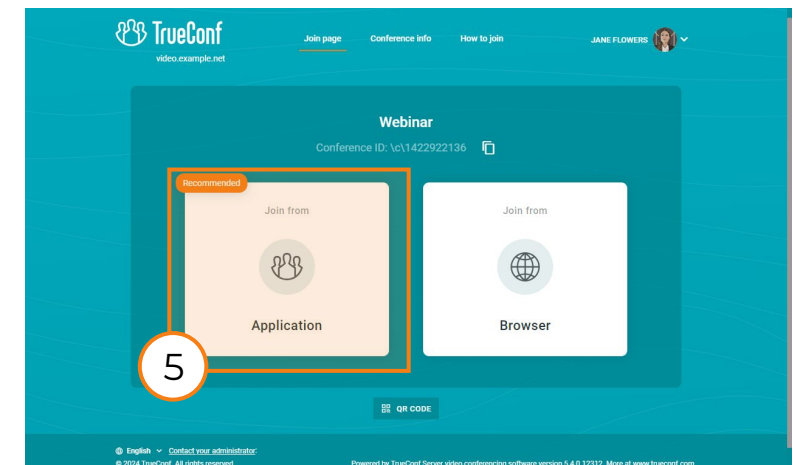 TrueConf
video.example.net
Join page Conference info How to join JANE FLOWERS
Webinar
Conference ID: \c\1422922136
Recommended
Join from
Application
Join from
Browser
5
QR CODE
English Contact your administrator:
© 2024 TrueConf. All rights reserved. Powered by TrueConf Server video conferencing software version 5.4.0.12312. More at www.trueconf.com